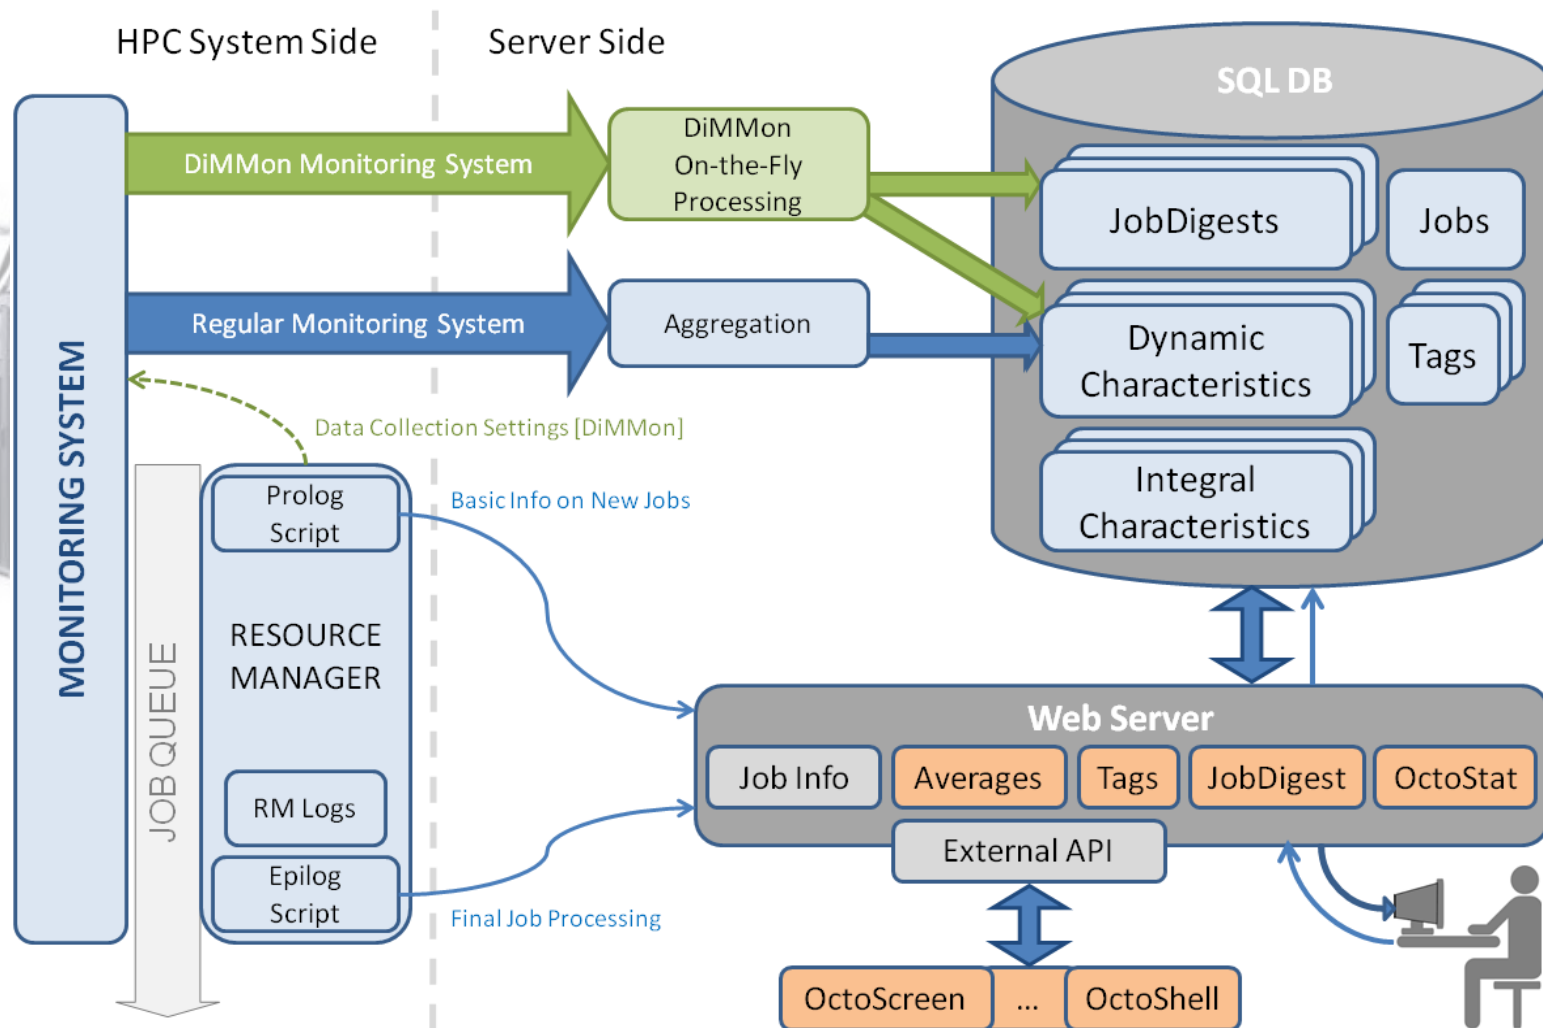 HPC System Side
Server Side
SQL DB
DiMMon Monitoring System
DiMMon
On-the-Fly
Processing
JobDigests
Jobs
Regular Monitoring System
Aggregation
Dynamic
Characteristics
Tags
MONITORING SYSTEM
Data Collection Settings [DiMMon]
Integral
Characteristics
Prolog
Script
Basic Info on New Jobs
JOB QUEUE
RESOURCE
MANAGER
RM Logs
Epilog
Script
Final Job Processing
Web Server
Job Info
Averages
Tags
JobDigest
OctoStat
External API
OctoScreen
...
OctoShell